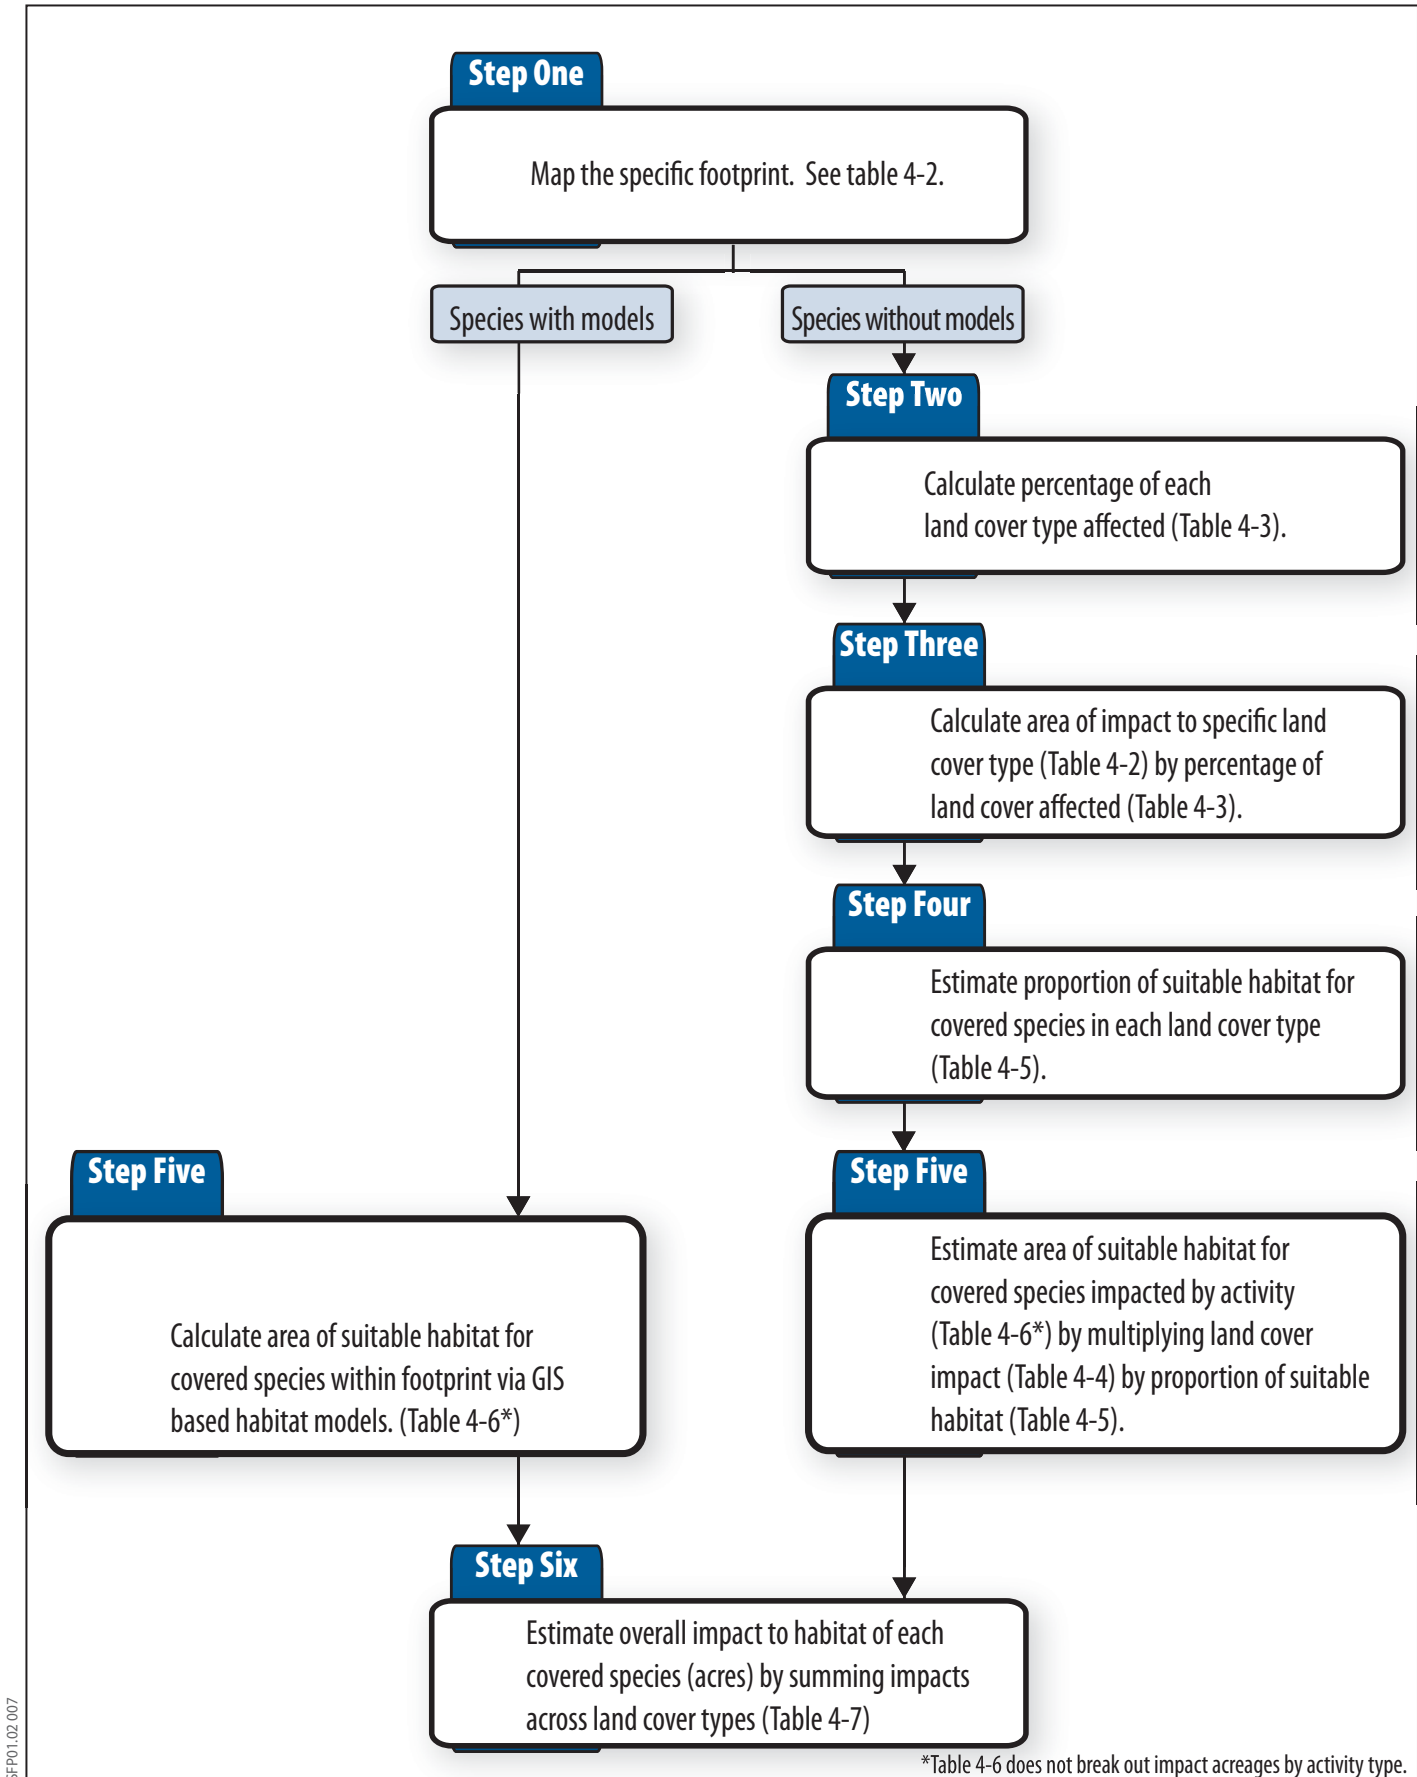 Step One
Map the specific footprint.  See table 4-2.
Species with models
Species without models
Step Two
Calculate percentage of each
land cover type affected (Table 4-3).
Step Three
Calculate area of impact to specific land
cover type (Table 4-2) by percentage of
land cover affected (Table 4-3).
Step Four
Estimate proportion of suitable habitat for
covered species in each land cover type
(Table 4-5).
Step Five
Calculate area of suitable habitat for
covered species within footprint via GIS
based habitat models. (Table 4-6*)
Step Five
Estimate area of suitable habitat for
covered species impacted by activity
(Table 4-6*) by multiplying land cover
impact (Table 4-4) by proportion of suitable
habitat (Table 4-5).
Step Six
Estimate overall impact to habitat of each
covered species (acres) by summing impacts
across land cover types (Table 4-7)
*Table 4-6 does not break out impact acreages by activity type.
SFP01.02 007